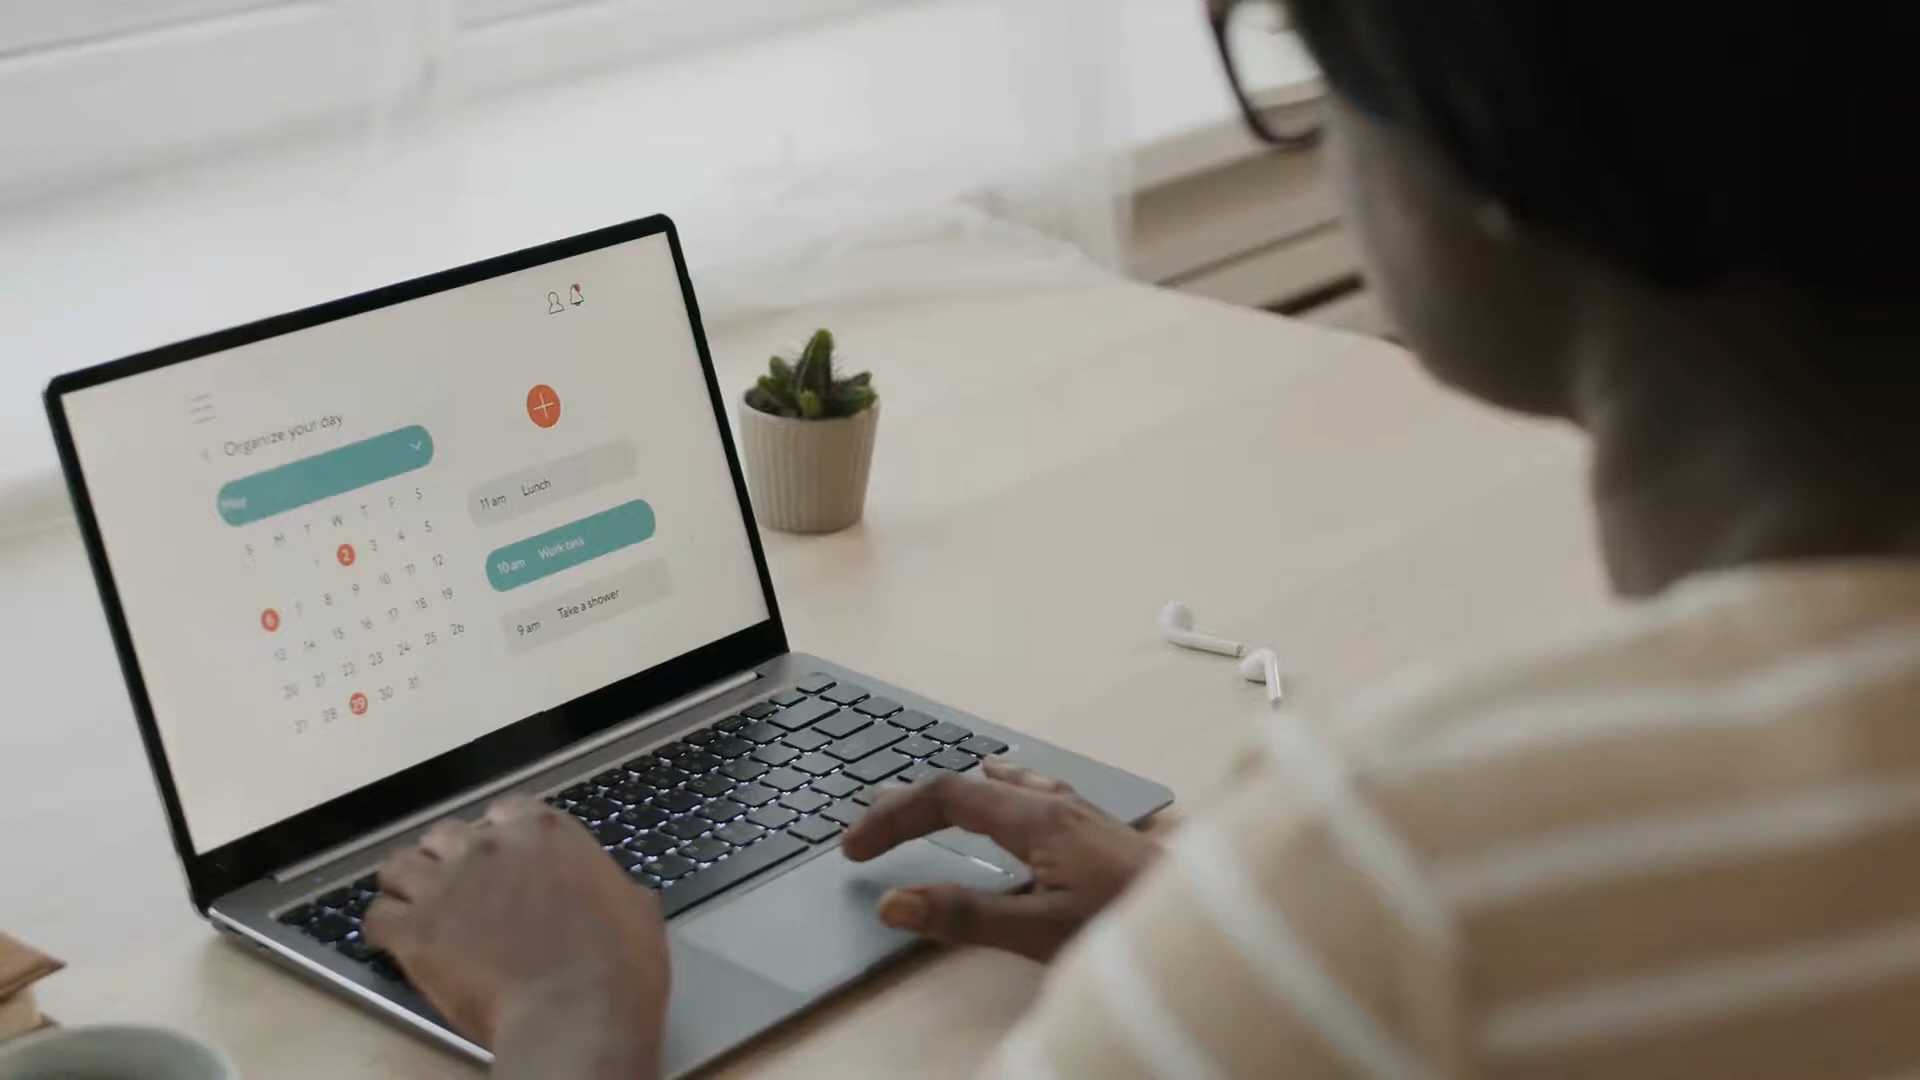 Organize your day
May
S M T W T F S
1 2 3 4 5
6 7 8 9 10 11 12
13 14 15 16 17 18 19
20 21 22 23 24 25 26
27 28 29 30 31
11 am Lunch
10 am Work task
9 am Take a shower